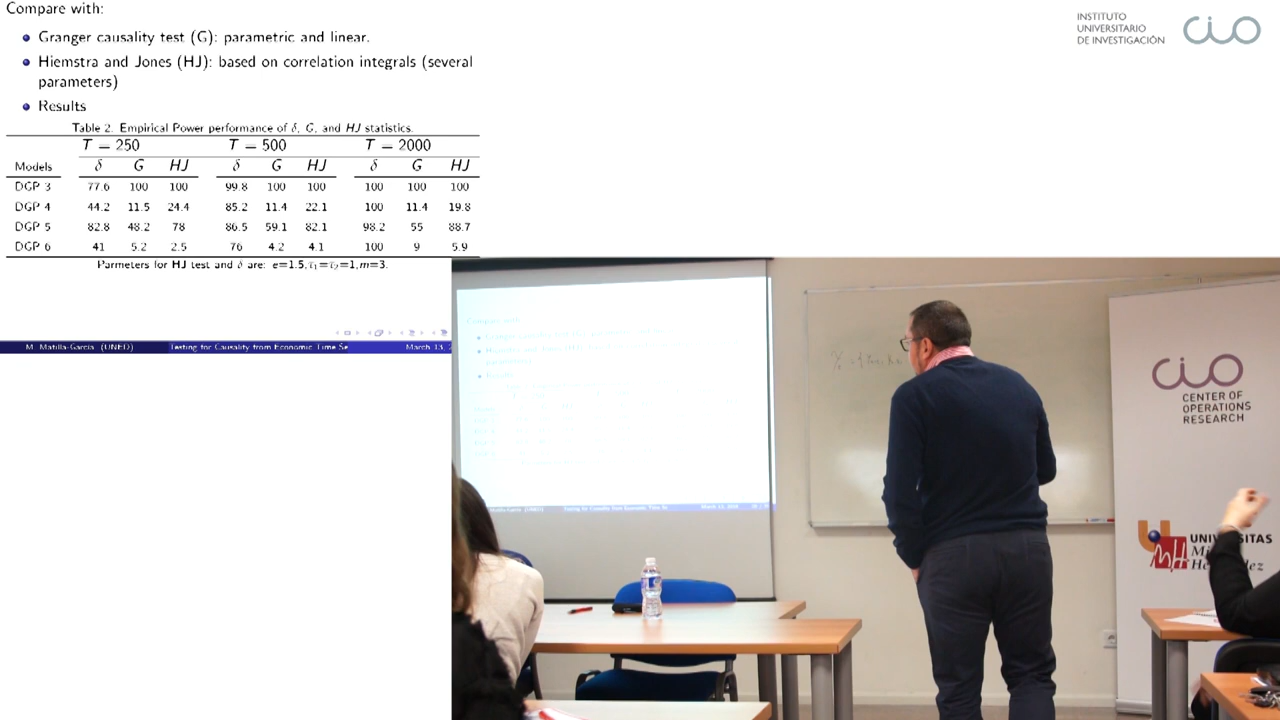 Compare with:
Granger causality test (G): parametric and linear.
Hiemstra and Jones (HJ): based on correlation integrals (several
parameters)
Results
Table 2. Empirical Power performance of δ, G, and HJ statistics.
T = 250 T = 500 T = 2000
Models δ G HJ δ G HJ δ G HJ
DGP 3 77.6 100 100 99.8 100 100 100 100 100
DGP 4 44.2 11.5 24.4 85.2 11.4 22.1 100 11.4 19.8
DGP 5 82.8 48.2 78 86.5 59.1 82.1 98.2 55 88.7
DGP 6 41 5.2 2.5 76 4.2 4.1 100 9 5.9
Parmeters for HJ test and δ are: e=1.5,τ1=τ2=1,m=3.
M. Matilla-García (UNED) Testing for Causality from Economic Time Se March 13, 2
INSTITUTO
UNIVERSITARIO
DE INVESTIGACIÓN
CIO
Compare with:
CIO
CENTER OF
OPERATIONS
RESEARCH
UNIVERSITAS